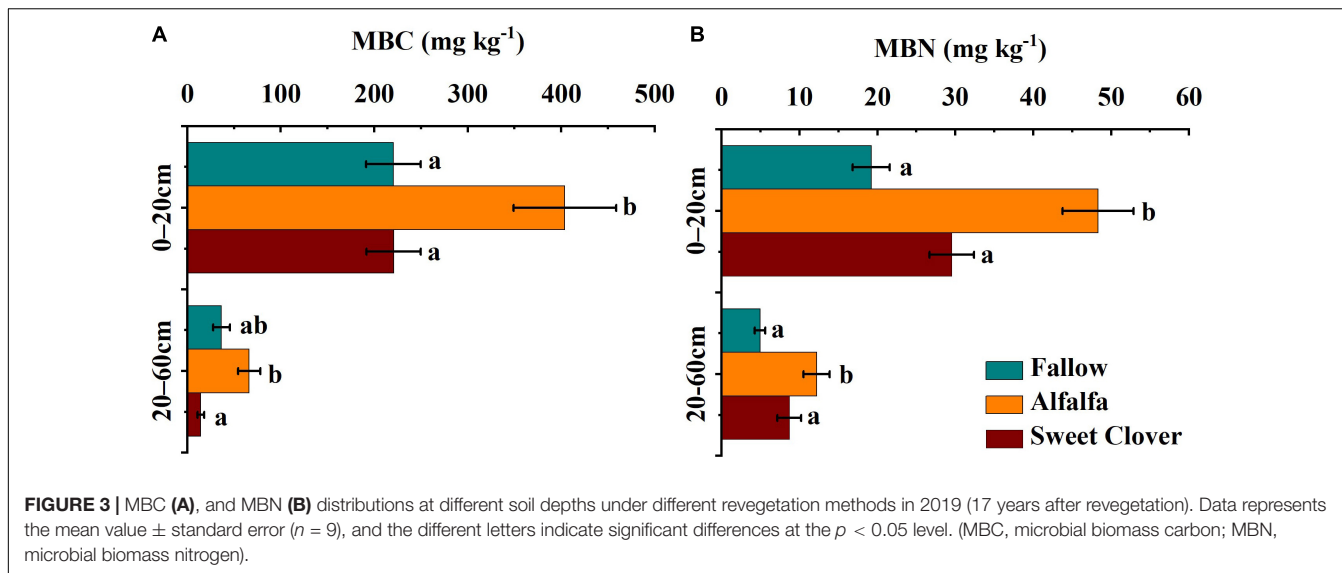 A
MBC (mg kg⁻¹)
0 100 200 300 400 500
0–20cm
a
b
a
20–60cm
ab
b
a
B
MBN (mg kg⁻¹)
0 10 20 30 40 50 60
0–20cm
a
b
a
20-60cm
a
b
a
Fallow
Alfalfa
Sweet Clover
FIGURE 3 | MBC (A), and MBN (B) distributions at different soil depths under different revegetation methods in 2019 (17 years after revegetation). Data represents
the mean value ± standard error (n = 9), and the different letters indicate significant differences at the p < 0.05 level. (MBC, microbial biomass carbon; MBN,
microbial biomass nitrogen).